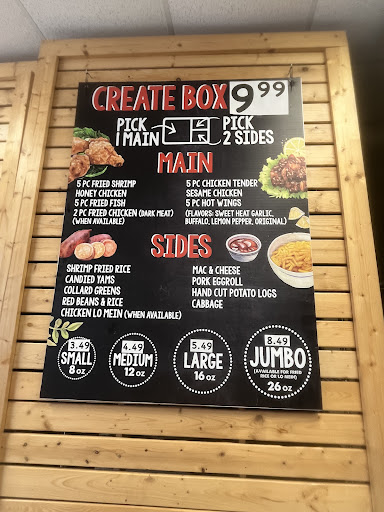 CREATE BOX 9.99
PICK 1 MAIN
PICK 2 SIDES
MAIN
5 PC FRIED SHRIMP
HONEY CHICKEN
5 PC FRIED FISH
2 PC FRIED CHICKEN (DARK MEAT)
(WHEN AVAILABLE)
5 PC CHICKEN TENDER
SESAME CHICKEN
5 PC HOT WINGS
(FLAVORS: SWEET HEAT GARLIC,
BUFFALO, LEMON PEPPER, ORIGINAL)
SIDES
SHRIMP FRIED RICE
CANDIED YAMS
COLLARD GREENS
RED BEANS & RICE
CHICKEN LO MEIN (WHEN AVAILABLE)
MAC & CHEESE
PORK EGGROLL
HAND CUT POTATO LOGS
CABBAGE
3.49
SMALL
8 OZ
4.49
MEDIUM
12 OZ
5.49
LARGE
16 OZ
8.49
JUMBO
(AVAILABLE FOR FRIED
RICE OR LO MEIN)
26 OZ